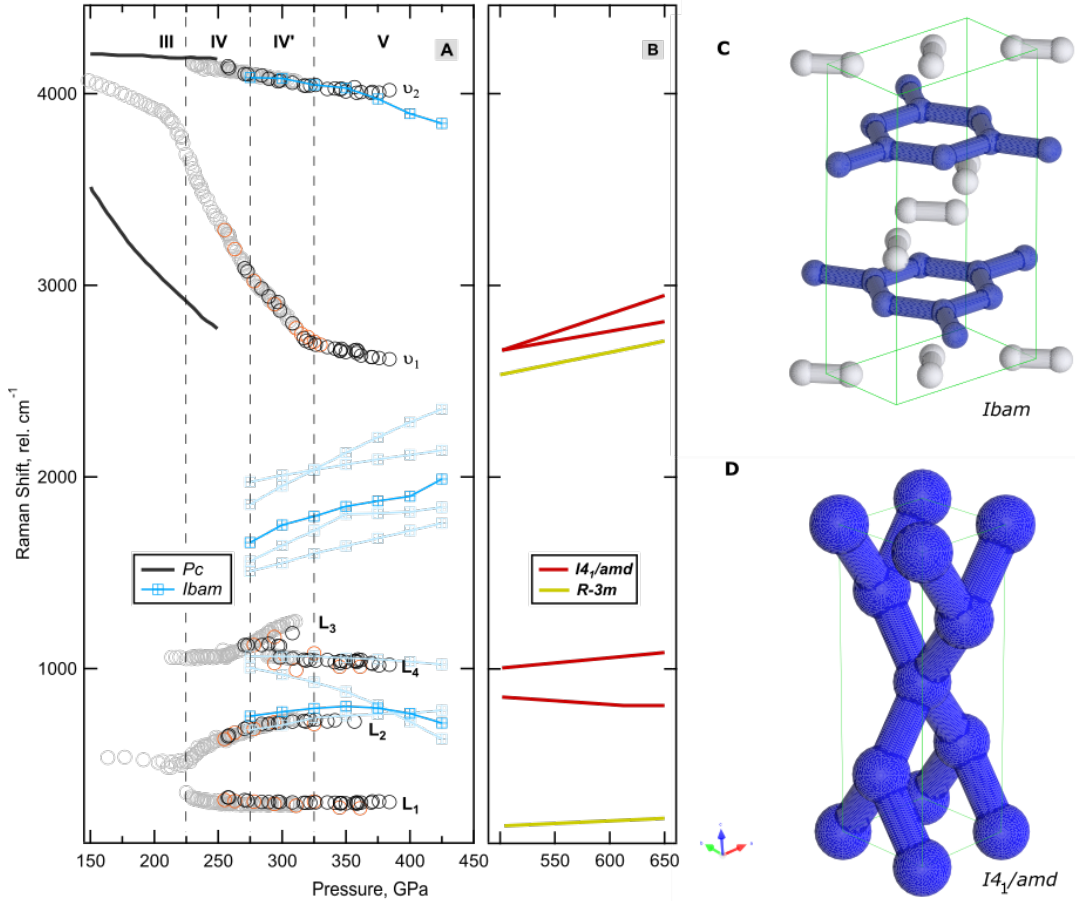 III IV IV' V A
B
C
4000
3000
2000
1000
Raman Shift, rel. cm⁻¹
υ₂
υ₁
Pc
Ibam
L₃
L₄
L₂
L₁
150 200 250 300 350 400 450
I4₁/amd
R-3m
550 600 650
Pressure, GPa
Ibam
D
I4₁/amd